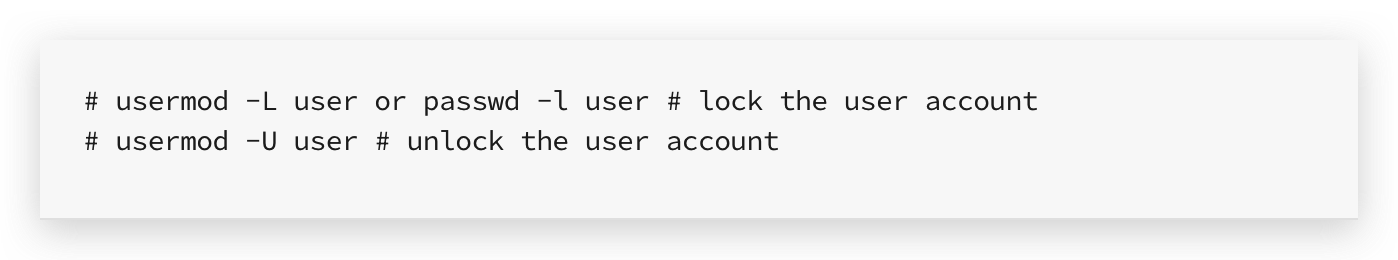 # usermod -L user or passwd -l user # lock the user account
# usermod -U user # unlock the user account